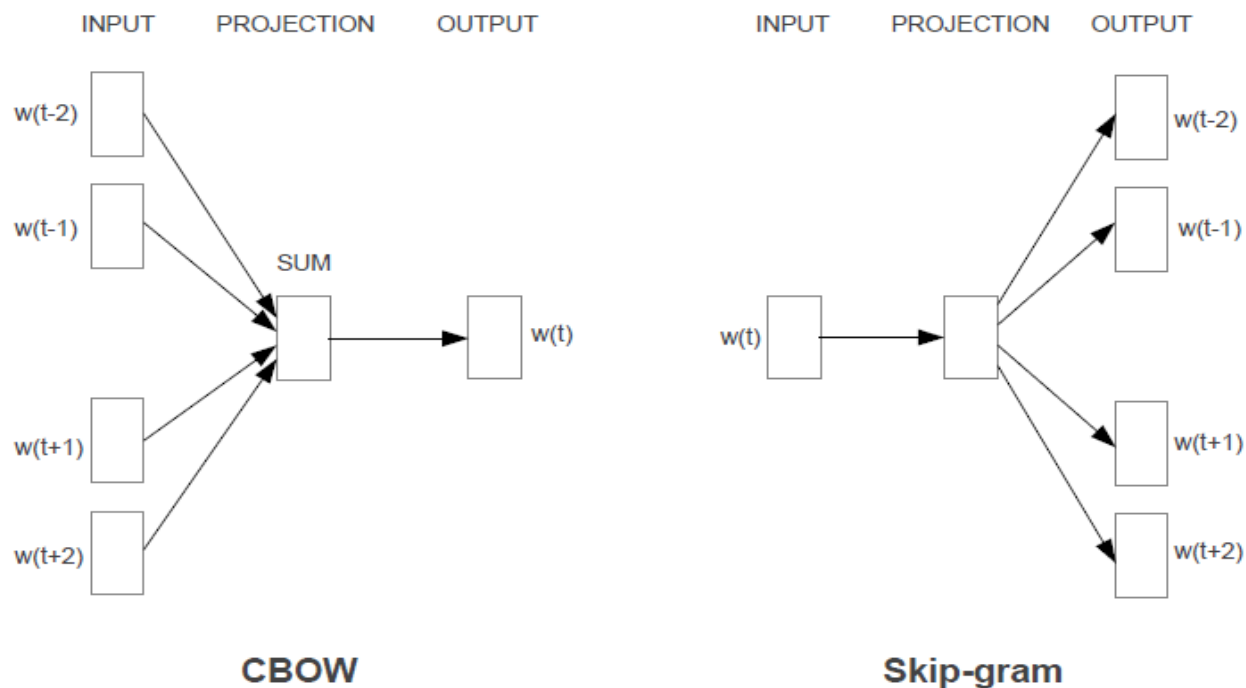 INPUT PROJECTION OUTPUT
w(t-2)
w(t-1)
SUM
w(t)
w(t+1)
w(t+2)
CBOW
INPUT PROJECTION OUTPUT
w(t-2)
w(t-1)
w(t)
w(t+1)
w(t+2)
Skip-gram